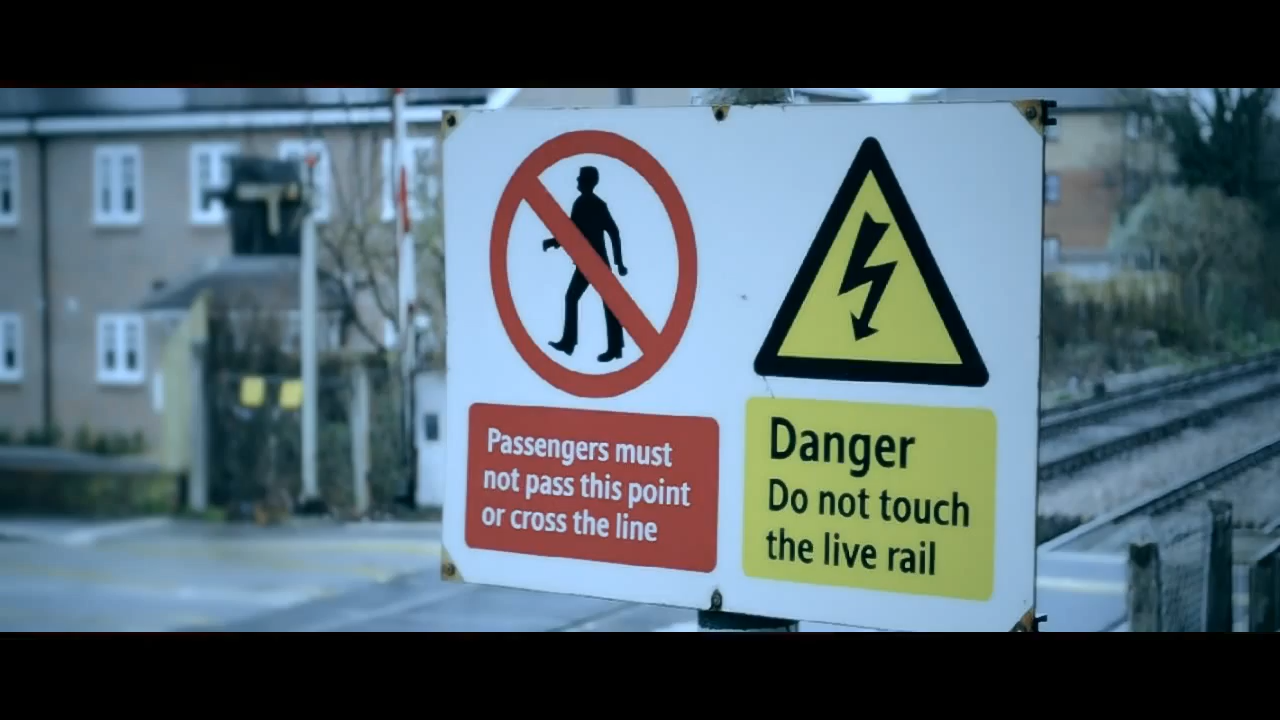 Passengers must
not pass this point
or cross the line
Danger
Do not touch
the live rail